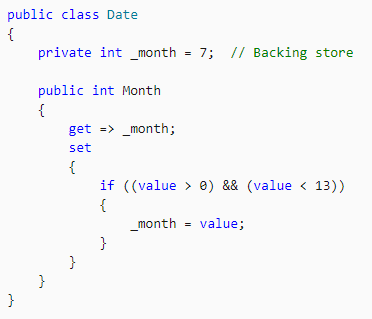 public class Date
{
    private int _month = 7;  // Backing store

    public int Month
    {
        get => _month;
        set
        {
            if ((value > 0) && (value < 13))
            {
                _month = value;
            }
        }
    }
}